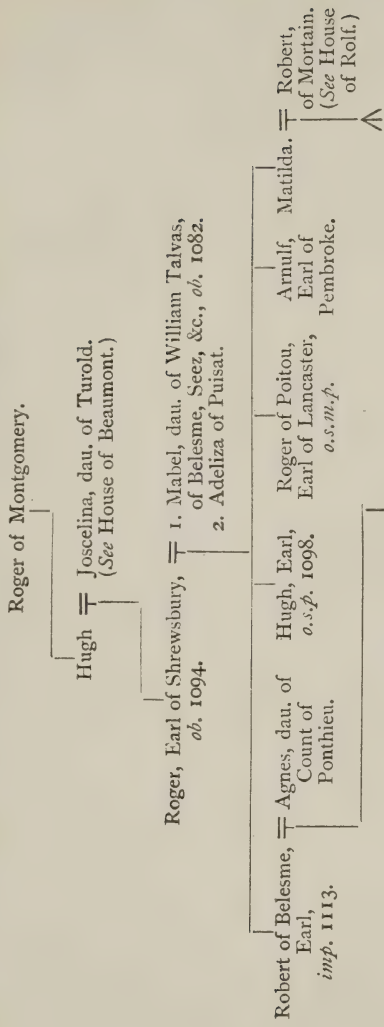 Roger of Montgomery.
Hugh = Joscelina, dau. of Turold.
(See House of Beaumont.)
Roger, Earl of Shrewsbury, = 1. Mabel, dau. of William Talvas,
ob. 1094.
of Belesme, Seez, &c., ob. 1082.
2. Adeliza of Puisat.
Robert of Belesme, = Agnes, dau. of
Earl,
Count of
imp. 1113.
Ponthieu.
Hugh, Earl,
o.s.p. 1098.
Roger of Poitou,
Earl of Lancaster,
o.s.m.p.
Arnulf,
Earl of
Pembroke.
Matilda. = Robert,
of Mortain.
(See House
of Rolf.)